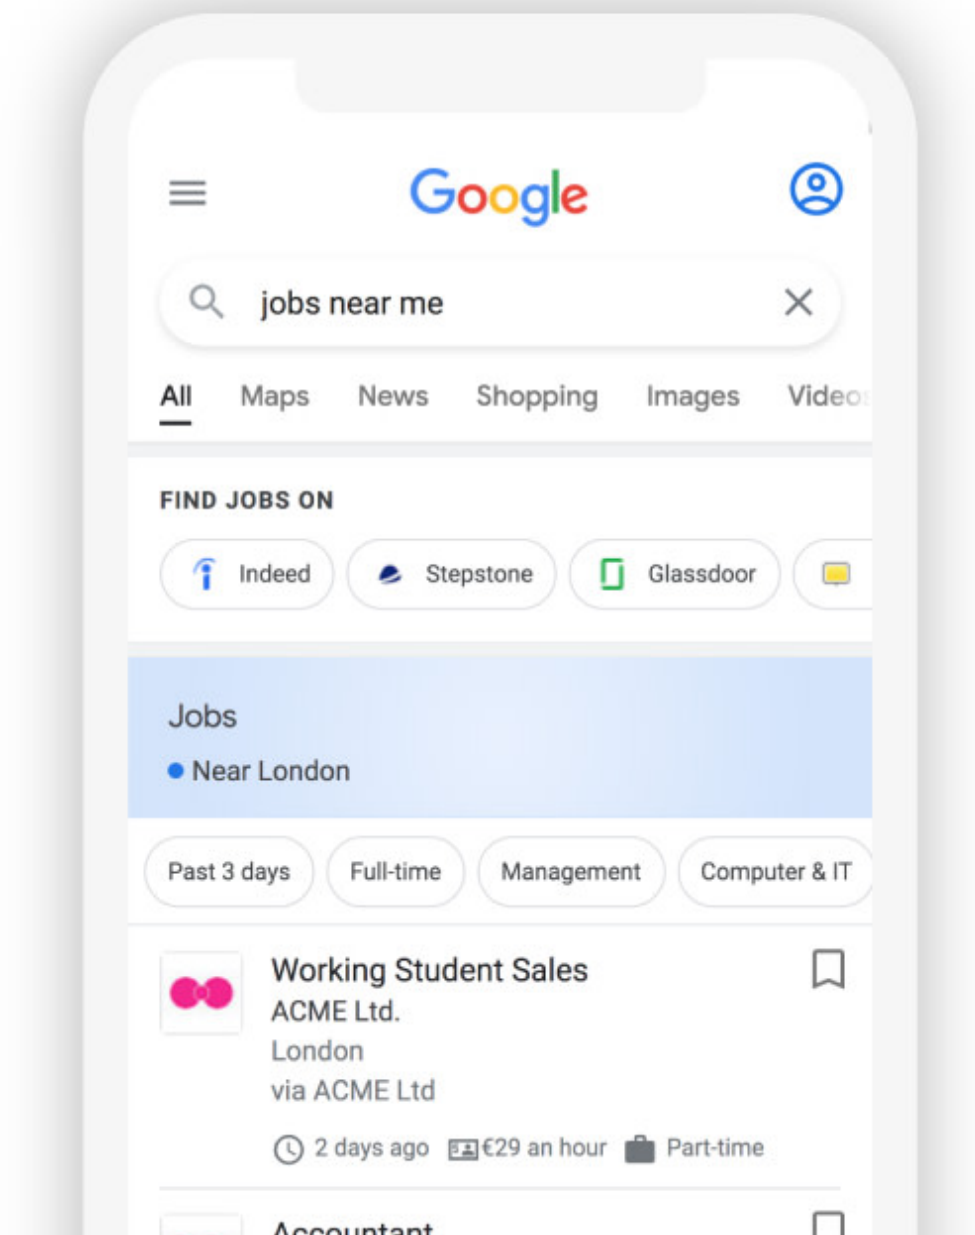 Google
jobs near me
All Maps News Shopping Images Videos
FIND JOBS ON
Indeed Stepstone Glassdoor
Jobs
Near London
Past 3 days Full-time Management Computer & IT
Working Student Sales
ACME Ltd.
London
via ACME Ltd
2 days ago €29 an hour Part-time
Accountant